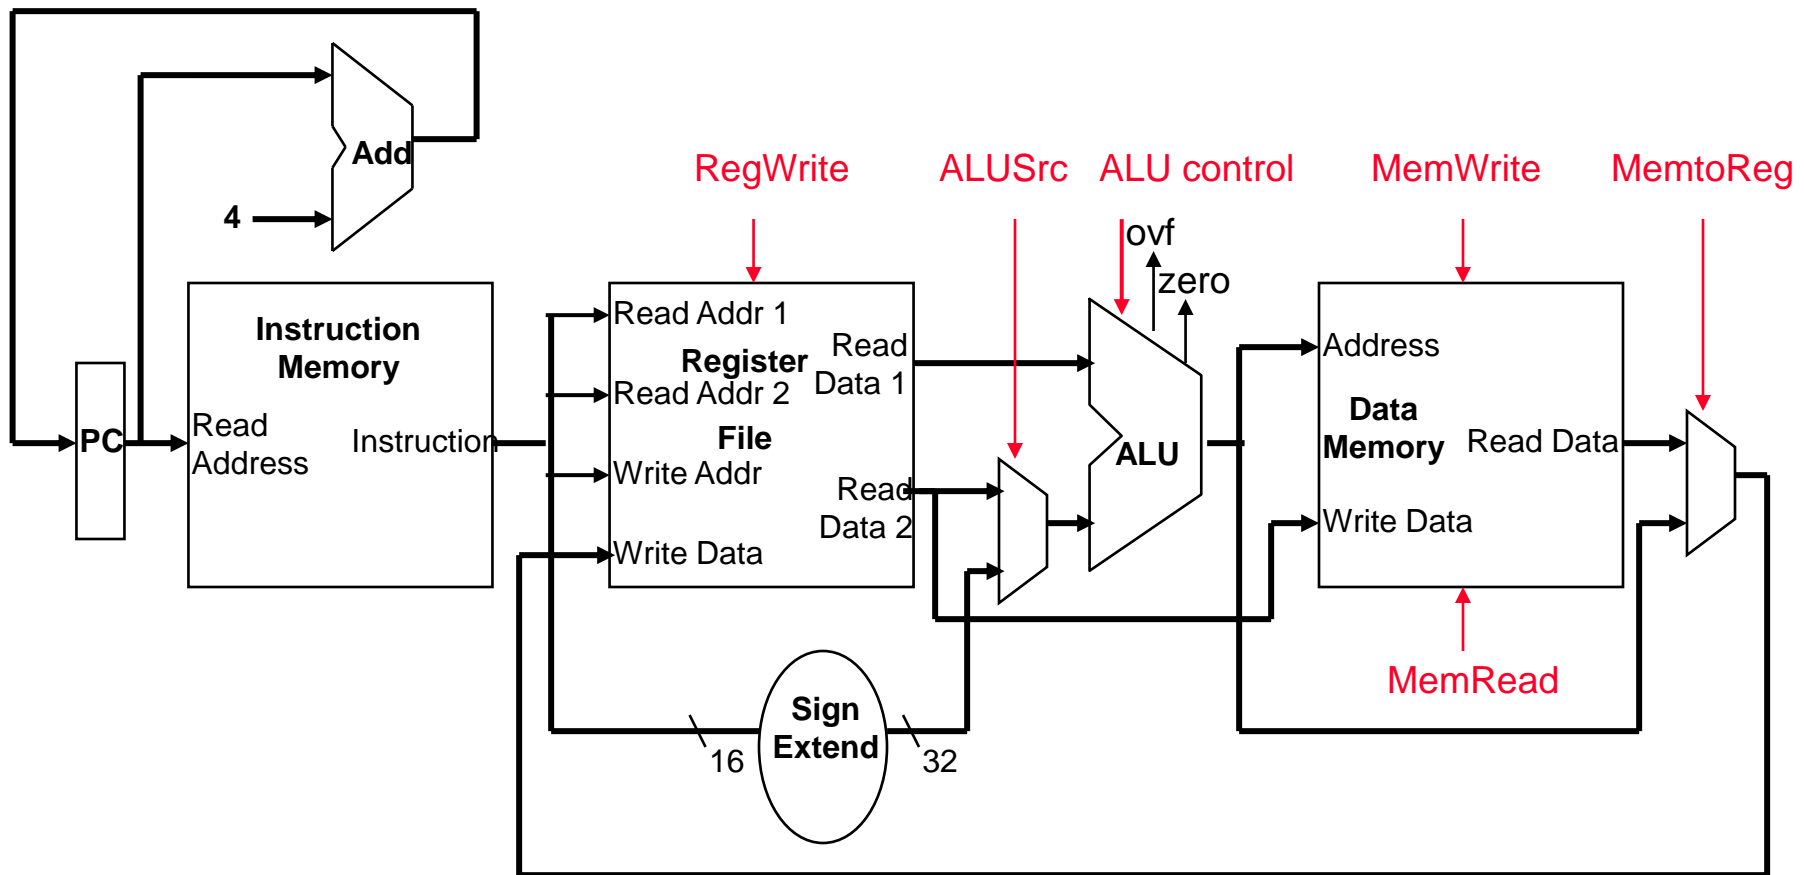 Add
4
RegWrite
ALUSrc
ALU control
MemWrite
MemtoReg
ovf
zero
Instruction
Memory
Read
Address
Instruction
PC
Read Addr 1
Register
Read Addr 2
File
Write Addr
Write Data
Read
Data 1
Read
Data 2
ALU
Address
Data
Memory
Read Data
Write Data
MemRead
Sign
Extend
16
32